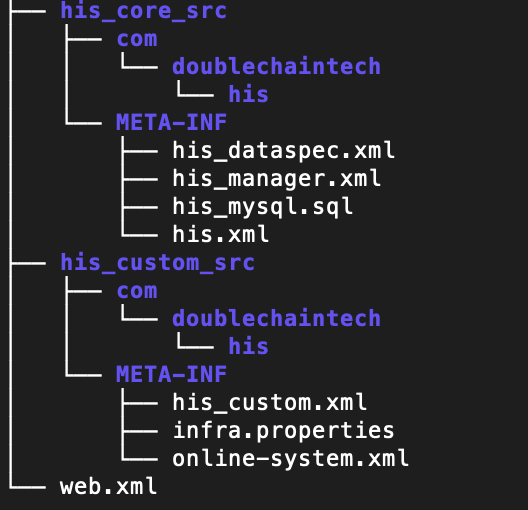 ├── his_core_src
│   ├── com
│   │   └── doublechaintech
│   │       └── his
│   └── META-INF
│       ├── his_dataspec.xml
│       ├── his_manager.xml
│       ├── his_mysql.sql
│       └── his.xml
├── his_custom_src
│   ├── com
│   │   └── doublechaintech
│   │       └── his
│   └── META-INF
│       ├── his_custom.xml
│       ├── infra.properties
│       └── online-system.xml
└── web.xml